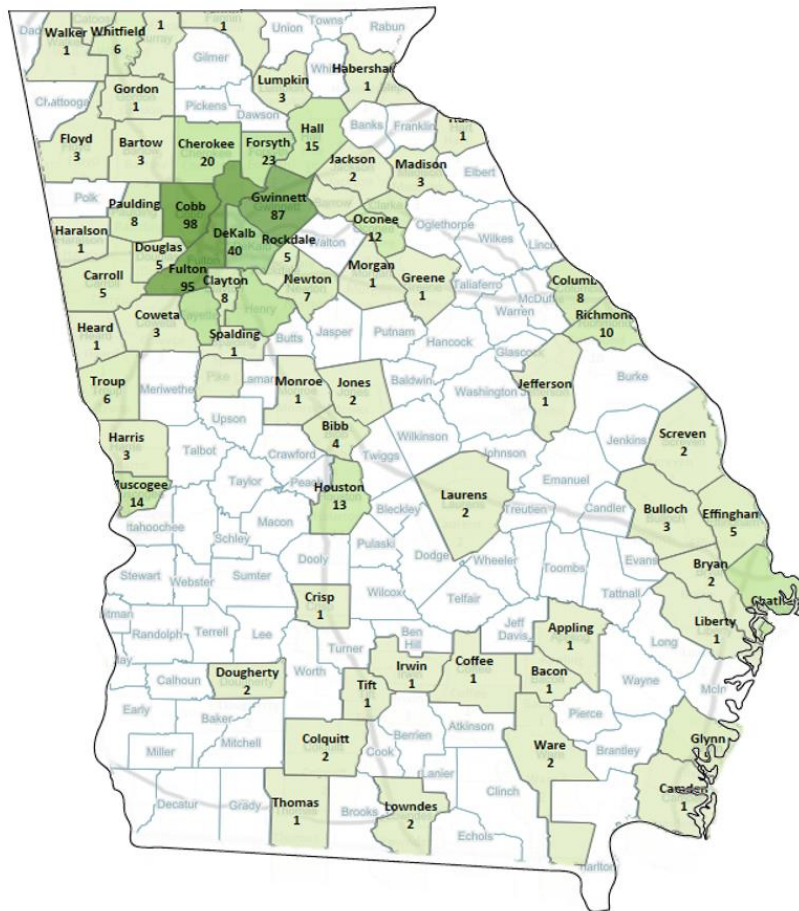 Union
Towns
Rabun
Walker
1
Whitfield
6
1
1
Gilmer
Lumpkin
3
Habersham
1
Chattooga
Gordon
1
Pickens
Dawson
Hall
15
Banks
Franklin
1
Floyd
3
Bartow
3
Cherokee
20
Forsyth
23
Jackson
2
Madison
3
Elbert
Polk
Paulding
8
Cobb
98
Gwinnett
87
Oconee
12
Oglethorpe
Wilkes
Haralson
1
Douglas
5
DeKalb
40
Rockdale
5
Walton
Carroll
5
Fulton
95
Clayton
8
Henry
Newton
7
Morgan
1
Greene
1
Taliaferro
Columb
8
Fayette
Richmond
10
Heard
1
Coweta
3
Spalding
1
Butts
Jasper
Putnam
Hancock
Warren
Glascock
Troup
6
Meriwether
Pike
Lamar
Monroe
1
Jones
2
Baldwin
Washington
Jefferson
1
Burke
Upson
Harris
3
Talbot
Crawford
Bibb
4
Twiggs
Wilkinson
Johnson
Jenkins
Screven
2
Muscogee
14
Taylor
Houston
13
Laurens
2
Emanuel
Candler
Bulloch
3
Effingham
5
Macon
Bleckley
Treutlen
Schley
Pulaski
Dodge
Wheeler
Toombs
Evans
Bryan
2
Chatham
Stewart
Webster
Sumter
Dooly
Wilcox
Telfair
Tattnall
Crisp
1
Liberty
1
Randolph
Terrell
Lee
Turner
Ben
Hill
Jeff
Davis
Appling
1
Long
Calhoun
Dougherty
2
Worth
Tift
1
Irwin
1
Coffee
1
Bacon
1
Wayne
Early
Baker
Mitchell
Colquitt
2
Cook
Berrien
Atkinson
Ware
2
Pierce
Brantley
Glynn
Miller
Lanier
Clinch
Camden
1
Decatur
Grady
Thomas
1
Brooks
Lowndes
2
Echols